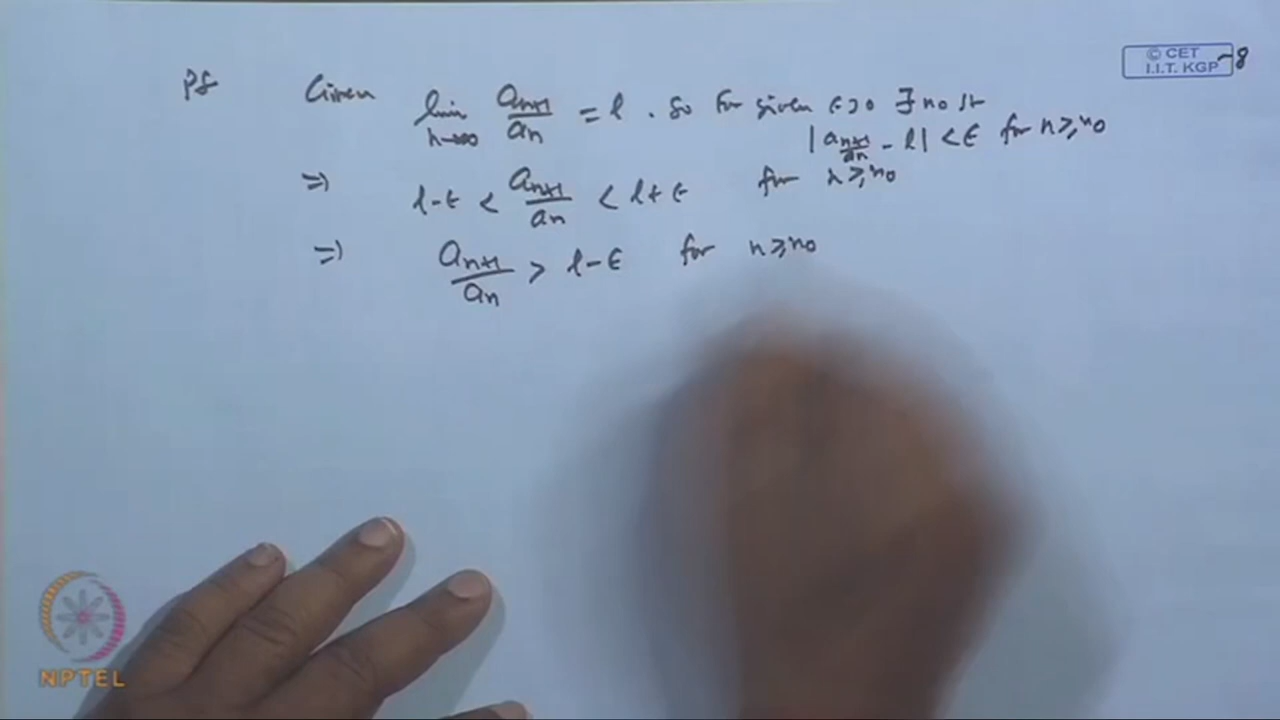 © CET
I.I.T. KGP
-8
Pf Given lim n→∞ aₙ₊₁/aₙ = l . So for given ε>0 ∃ n₀ st
|aₙ₊₁/aₙ - l| < ε for n≥n₀
⇒ l-ε < aₙ₊₁/aₙ < l+ε for n≥n₀
⇒ aₙ₊₁/aₙ > l-ε for n≥n₀
NPTEL